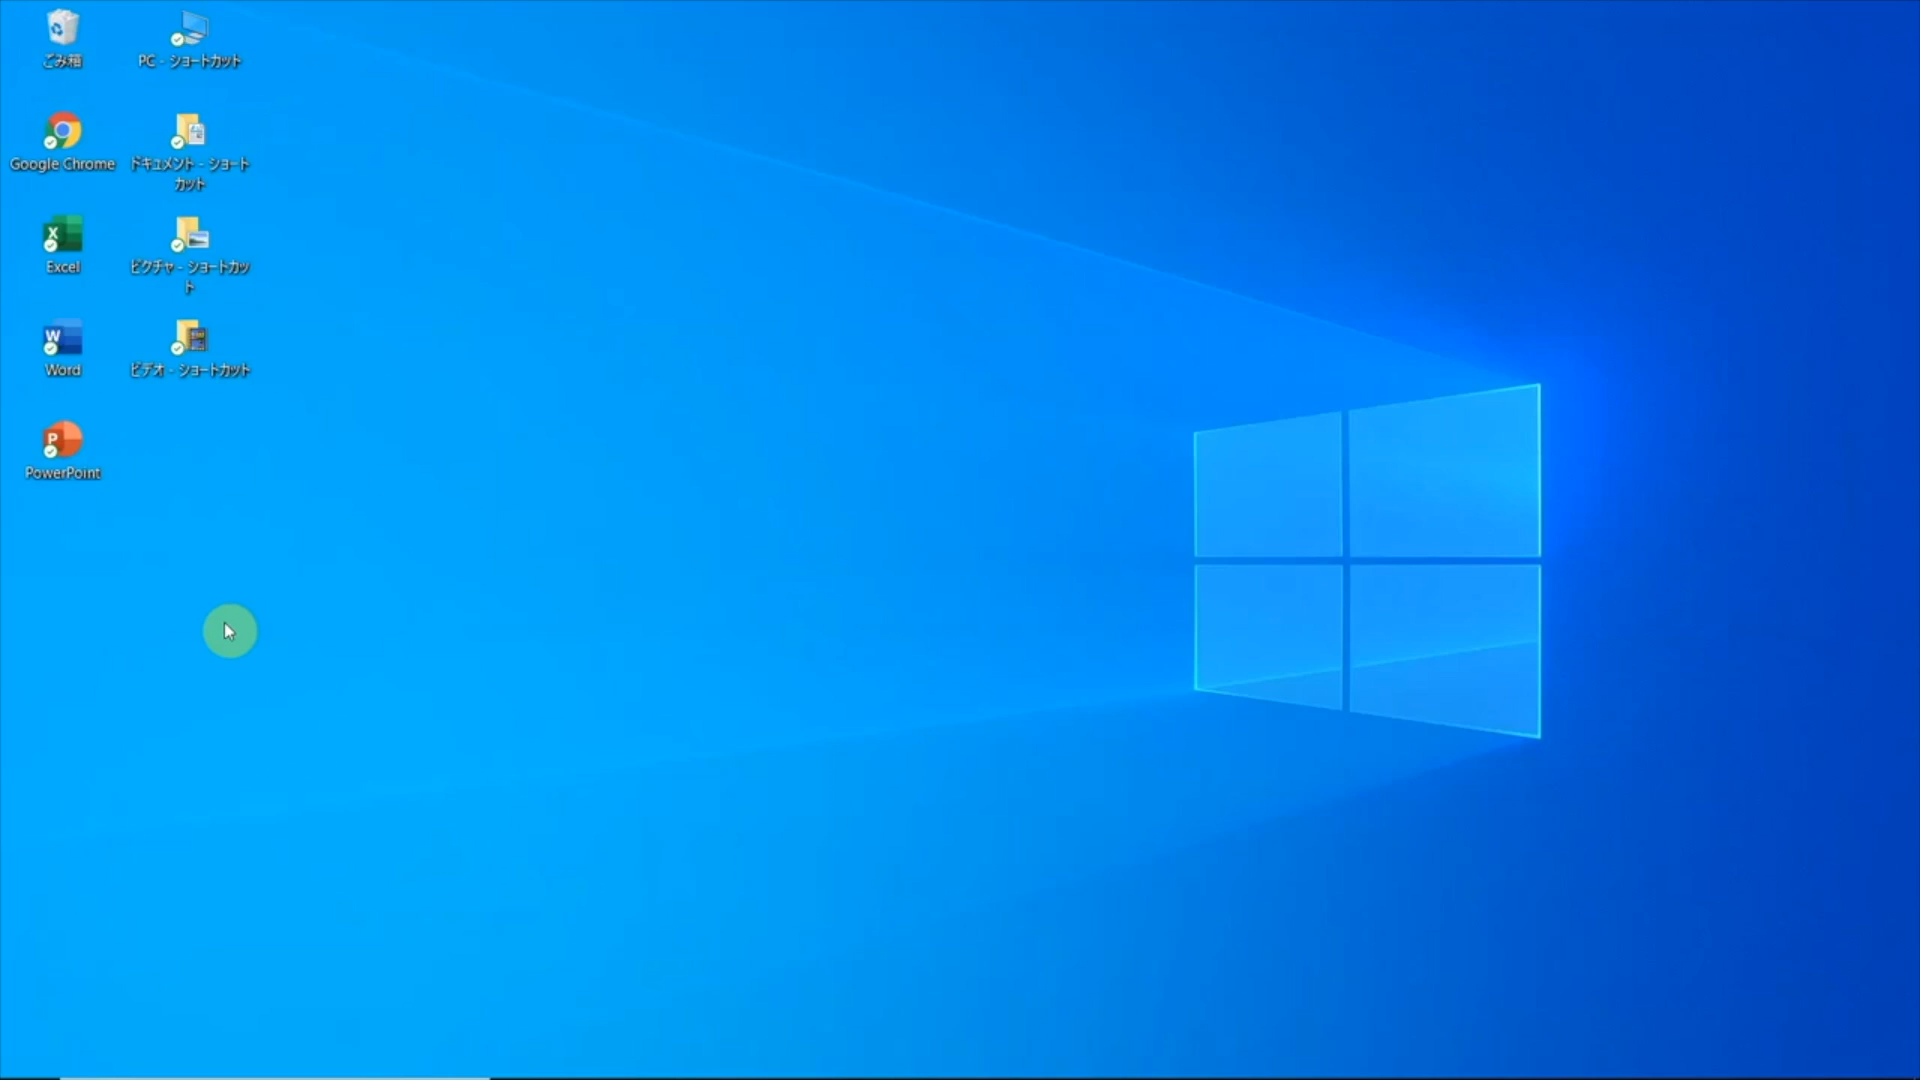 ごみ箱
PC - ショートカット
Google Chrome
ドキュメント - ショート
カット
Excel
ピクチャ - ショートカッ
ト
Word
ビデオ - ショートカット
PowerPoint